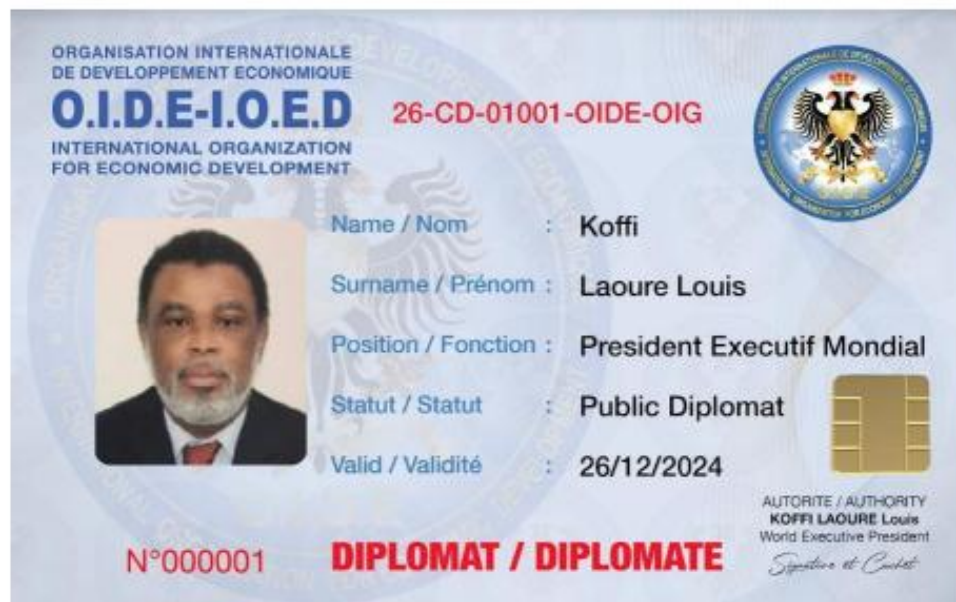 ORGANISATION INTERNATIONALE
DE DEVELOPPEMENT ECONOMIQUE
O.I.D.E-I.O.E.D
INTERNATIONAL ORGANIZATION
FOR ECONOMIC DEVELOPMENT
26-CD-01001-OIDE-OIG
Name / Nom : Koffi
Surname / Prénom : Laoure Louis
Position / Fonction : President Executif Mondial
Statut / Statut : Public Diplomat
Valid / Validité : 26/12/2024
AUTORITE / AUTHORITY
KOFFI LAOURE Louis
World Executive President
Signature et Cachet
N°000001
DIPLOMAT / DIPLOMATE